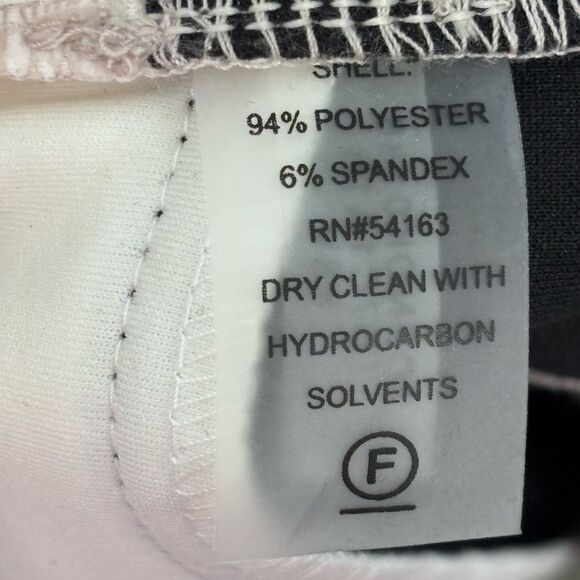 SHELL:
94% POLYESTER
6% SPANDEX
RN#54163
DRY CLEAN WITH
HYDROCARBON
SOLVENTS
F